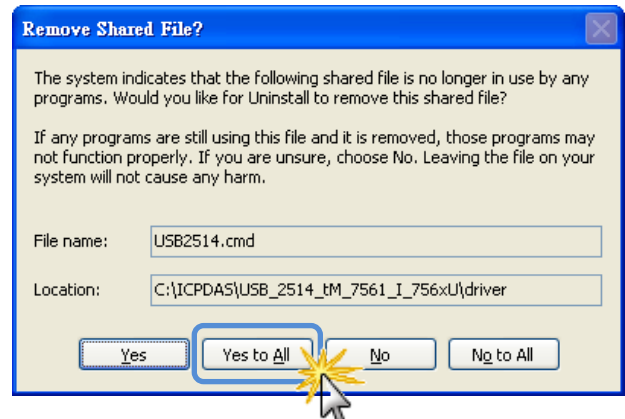 Remove Shared File?
The system indicates that the following shared file is no longer in use by any
programs. Would you like for Uninstall to remove this shared file?
If any programs are still using this file and it is removed, those programs may
not function properly. If you are unsure, choose No. Leaving the file on your
system will not cause any harm.
File name: USB2514.cmd
Location: C:\ICPDAS\USB_2514_tM_7561_I_756xU\driver
Yes Yes to All No No to All